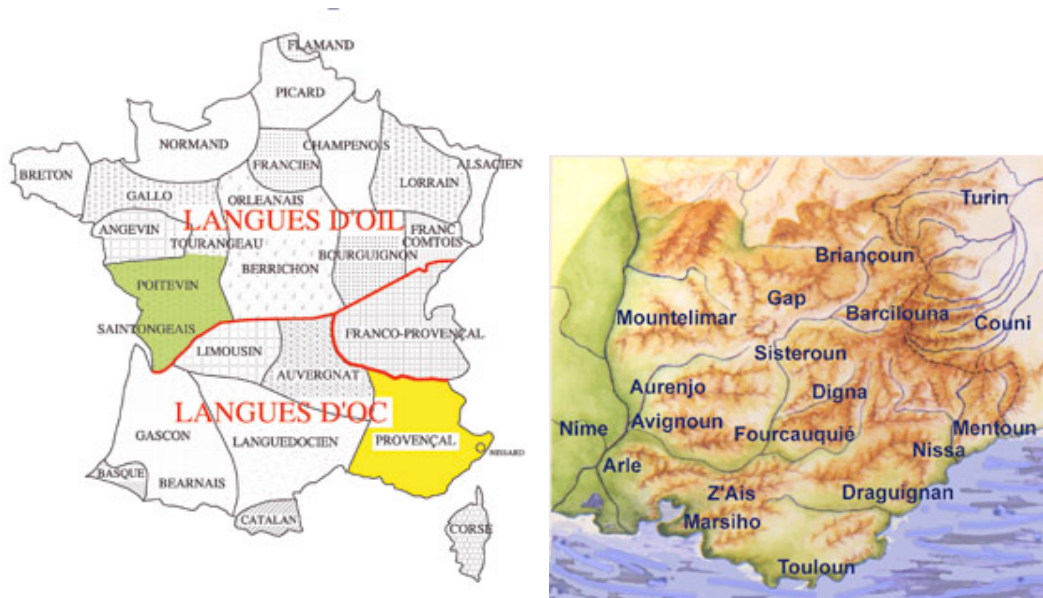 FLAMAND
PICARD
NORMAND
CHAMPENOIS
FRANCIEN
ALSACIEN
BRETON
LORRAIN
GALLO
ORLEANAIS
LANGUES D'OIL
ANGEVIN
FRANC
COMTOIS
TOURANGEAU
BOURGUIGNON
BERRICHON
POITEVIN
SAINTONGEAIS
FRANCO-PROVENÇAL
LIMOUSIN
AUVERGNAT
LANGUES D'OC
GASCON
LANGUEDOCIEN
PROVENÇAL
NISSARD
BASQUE
BEARNAIS
CATALAN
CORSE
Turin
Briançoun
Gap
Barcilouna
Mountelimar
Couni
Sisteroun
Aurenjo
Digna
Avignoun
Nime
Fourcauquié
Mentoun
Nissa
Arle
Z'Ais
Draguignan
Marsiho
Touloun